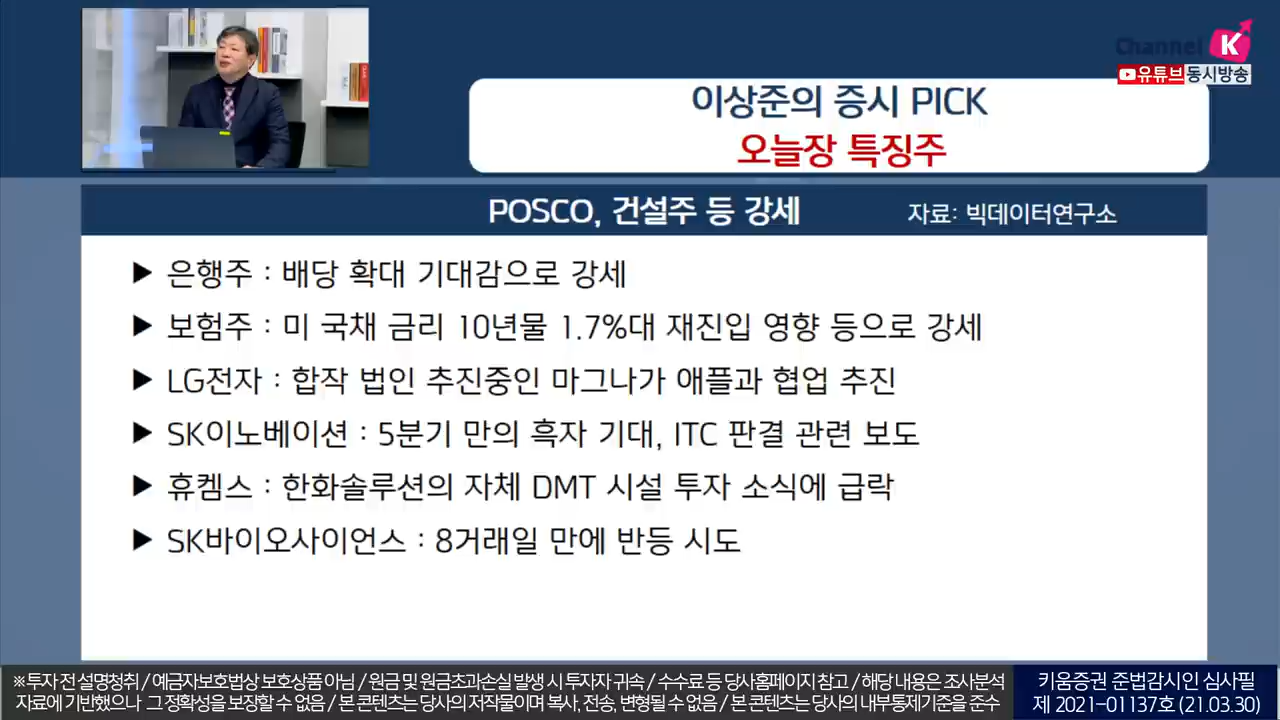 Channel K
유튜브동시방송
이상준의 증시 PICK
오늘장 특징주
POSCO, 건설주 등 강세
자료: 빅데이터연구소
▶ 은행주 : 배당 확대 기대감으로 강세
▶ 보험주 : 미 국채 금리 10년물 1.7%대 재진입 영향 등으로 강세
▶ LG전자 : 합작 법인 추진중인 마그나가 애플과 협업 추진
▶ SK이노베이션 : 5분기 만의 흑자 기대, ITC 판결 관련 보도
▶ 휴켐스 : 한화솔루션의 자체 DMT 시설 투자 소식에 급락
▶ SK바이오사이언스 : 8거래일 만에 반등 시도
※투자 전 설명청취 / 예금자보호법상 보호상품 아님 / 원금 및 원금초과손실 발생 시 투자자 귀속 / 수수료 등 당사홈페이지 참고 / 해당 내용은 조사분석
자료에 기반했으나 그 정확성을 보장할 수 없음 / 본 콘텐츠는 당사의 저작물이며 복사, 전송, 변형될 수 없음 / 본 콘텐츠는 당사의 내부통제기준을 준수
키움증권 준법감시인 심사필
제 2021-01137호 (21.03.30)